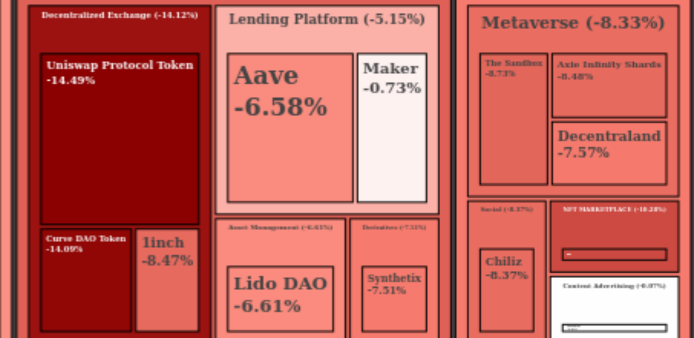 Decentralized Exchange (-14.12%)
Uniswap Protocol Token
-14.49%
Curve DAO Token
-14.09%
1inch
-8.47%
Lending Platform (-5.15%)
Aave
-6.58%
Maker
-0.73%
Asset Management (-6.61%)
Lido DAO
-6.61%
Derivatives (-7.51%)
Synthetix
-7.51%
Metaverse (-8.33%)
The Sandbox
-8.73%
Axie Infinity Shards
-8.48%
Decentraland
-7.57%
Social (-8.37%)
Chiliz
-8.37%
NFT MARKETPLACE (-10.28%)
Content Advertising (-0.07%)